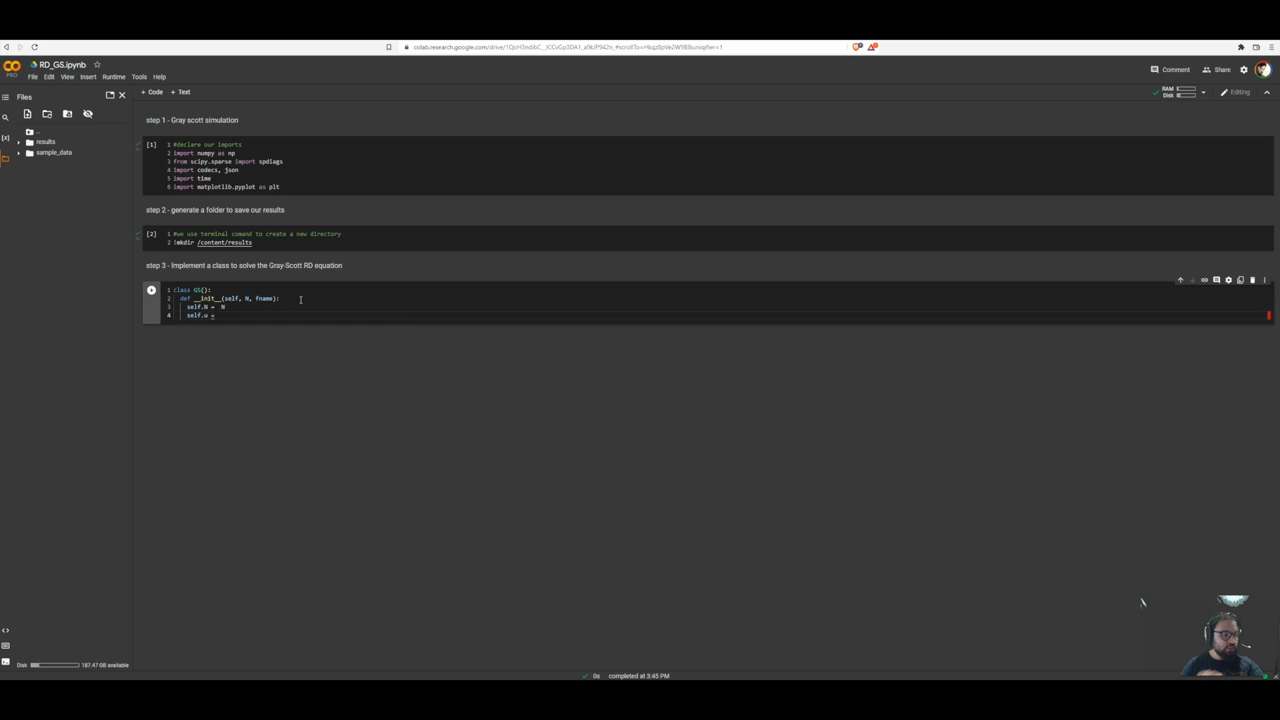 RD_GS.ipynb
PRO
File Edit View Insert Runtime Tools Help
Comment
Share
Files
+ Code + Text
RAM
Disk
Editing
..
results
sample_data
step 1 - Gray scott simulation
[1]
1 #declare our imports
2 import numpy as np
3 from scipy.sparse import spdiags
4 import codecs, json
5 import time
6 import matplotlib.pyplot as plt
step 2 - generate a folder to save our results
[2]
1 #we use terminal comand to create a new directory
2 !mkdir /content/results
step 3 - Implement a class to solve the Gray-Scott RD equation
1 class GS():
2 def __init__(self, N, fname):
3 self.N = N
4 self.u =
Disk 187.47 GB available
0s completed at 3:45 PM